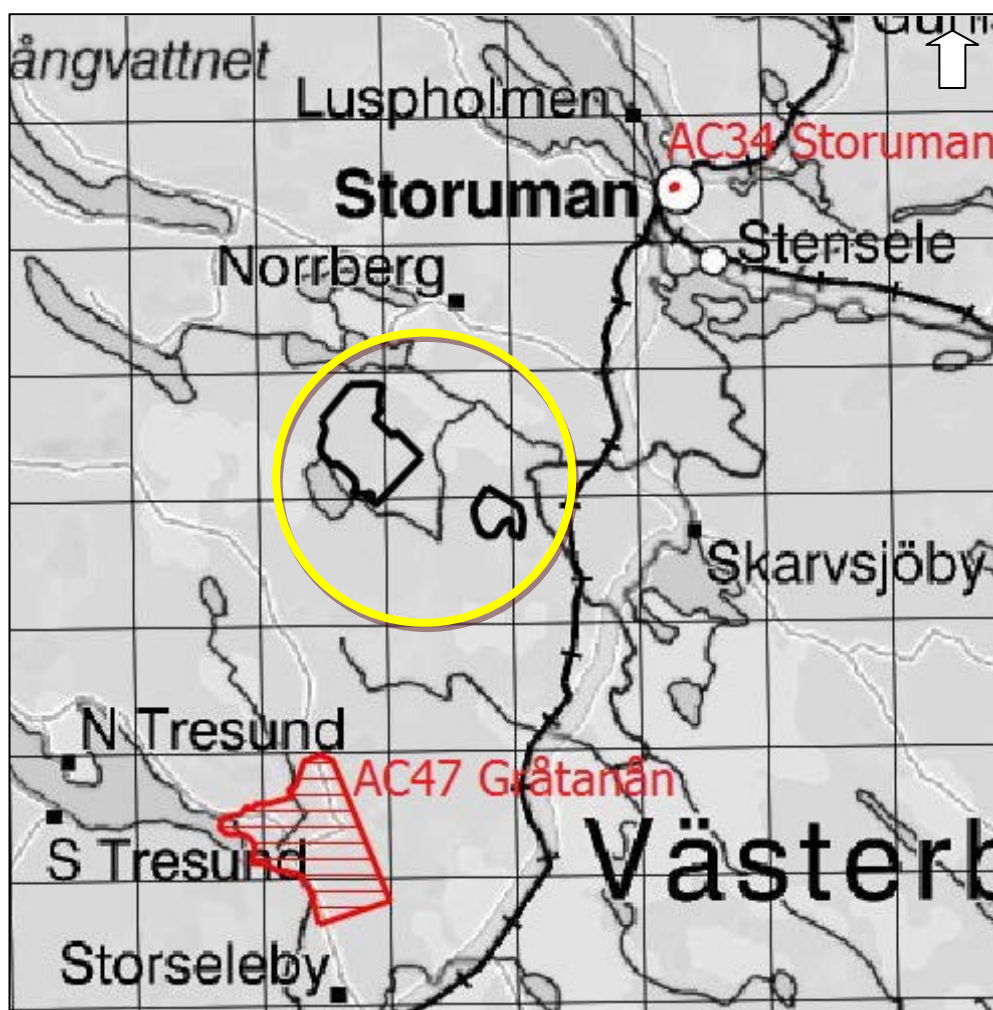 ångvattnet
Luspholmen
AC34 Storuman
Storuman
Stensele
Norrberg
Skarvsjöby
N Tresund
AC47 Gråtanån
S Tresund
Västerb
Storseleby